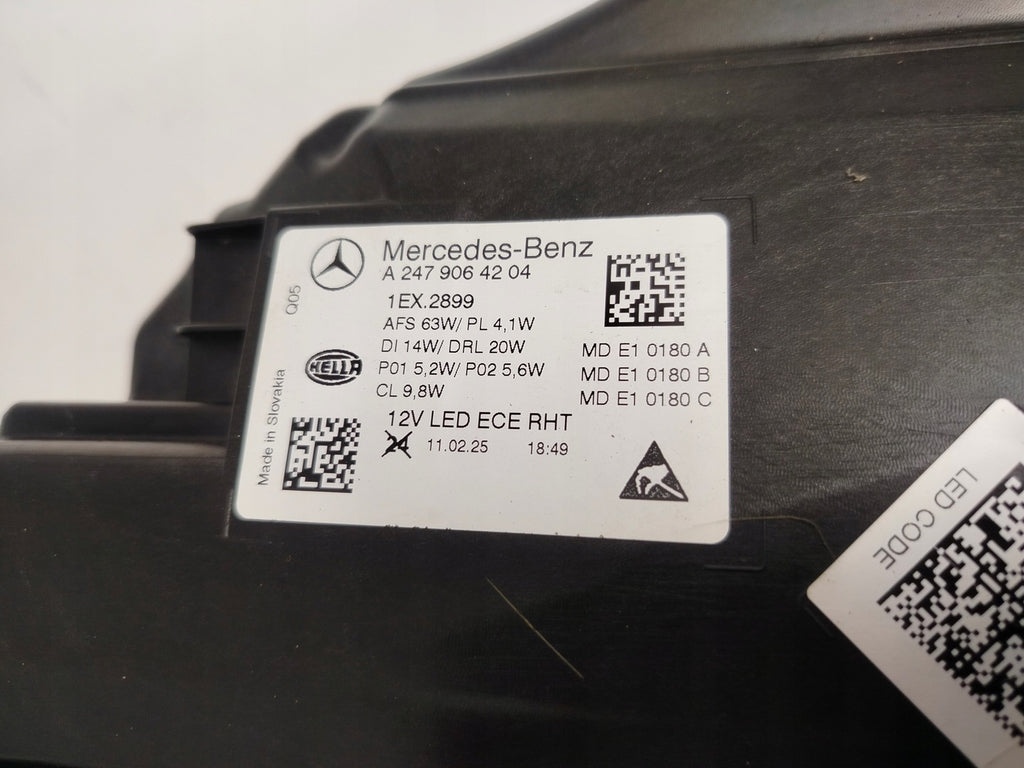 Mercedes-Benz
A 247 906 42 04
1EX.2899
AFS 63W/ PL 4,1W
DI 14W/ DRL 20W
P01 5,2W/ P02 5,6W
CL 9,8W
12V LED ECE RHT
24 11.02.25 18:49
MD E1 0180 A
MD E1 0180 B
MD E1 0180 C
Q05
HELLA
Made in Slovakia
LED CODE